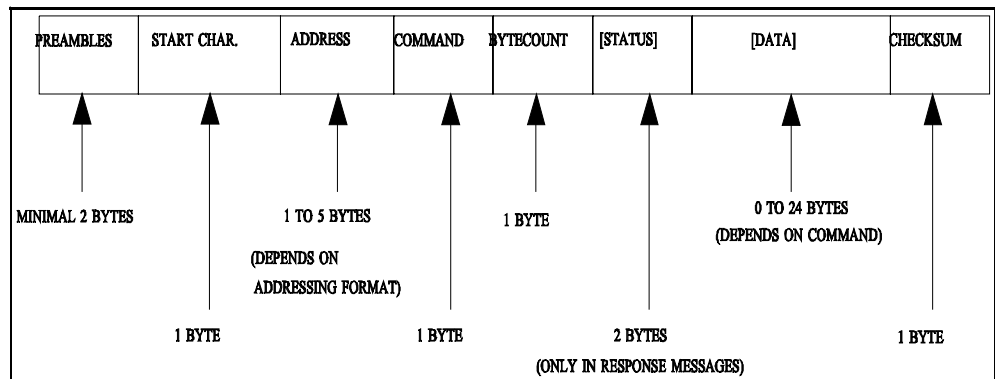 PREAMBLES START CHAR. ADDRESS COMMAND BYTECOUNT [STATUS] [DATA] CHECKSUM
MINIMAL 2 BYTES
1 TO 5 BYTES
(DEPENDS ON
ADDRESSING FORMAT)
1 BYTE
0 TO 24 BYTES
(DEPENDS ON COMMAND)
1 BYTE
1 BYTE
2 BYTES
(ONLY IN RESPONSE MESSAGES)
1 BYTE